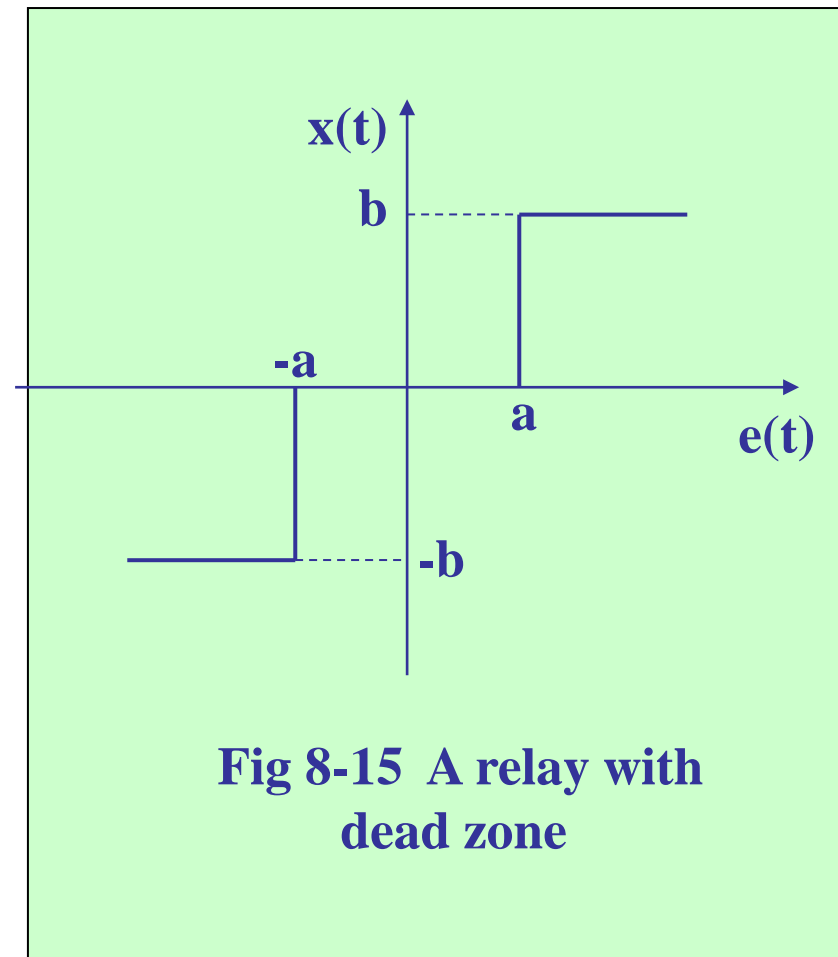 x(t)
b
-a
a
e(t)
-b
Fig 8-15 A relay with
dead zone